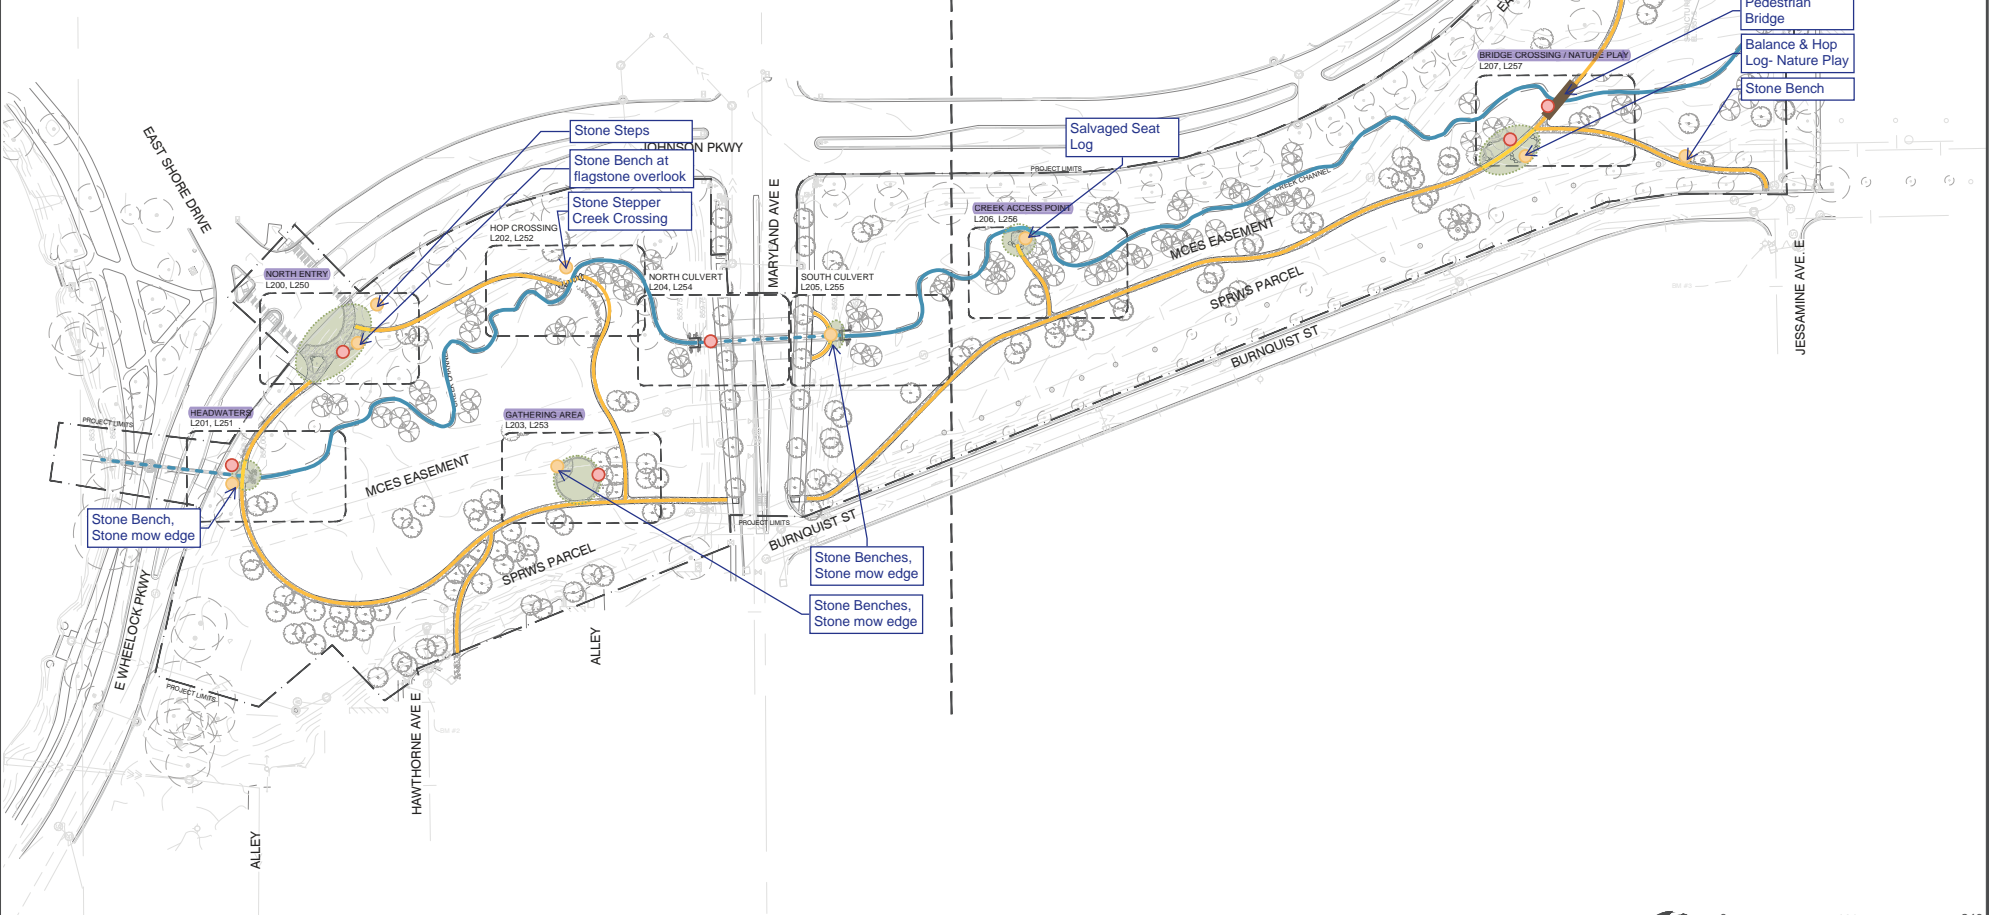 Pedestrian
Bridge
Balance & Hop
Log- Nature Play
Stone Bench
BRIDGE CROSSING / NATURE PLAY
L207, L257
EAST SHORE DRIVE
Stone Steps
JOHNSON PKWY
Stone Bench at
flagstone overlook
Stone Stepper
Creek Crossing
Salvaged Seat
Log
PROJECT LIMITS
CREEK CHANNEL
MARYLAND AVE E
CREEK ACCESS POINT
L206, L256
HOP CROSSING
L202, L252
NORTH ENTRY
L200, L250
NORTH CULVERT
L204, L254
SOUTH CULVERT
L205, L255
MCES EASEMENT
SPRWS PARCEL
BURNQUIST ST
JESSAMINE AVE. E
HEADWATERS
L201, L251
PROJECT LIMITS
GATHERING AREA
L203, L253
MCES EASEMENT
Stone Bench,
Stone mow edge
PROJECT LIMITS
BURNQUIST ST
SPRWS PARCEL
Stone Benches,
Stone mow edge
Stone Benches,
Stone mow edge
E WHEELOCK PKWY
PROJECT LIMITS
ALLEY
HAWTHORNE AVE E
ALLEY